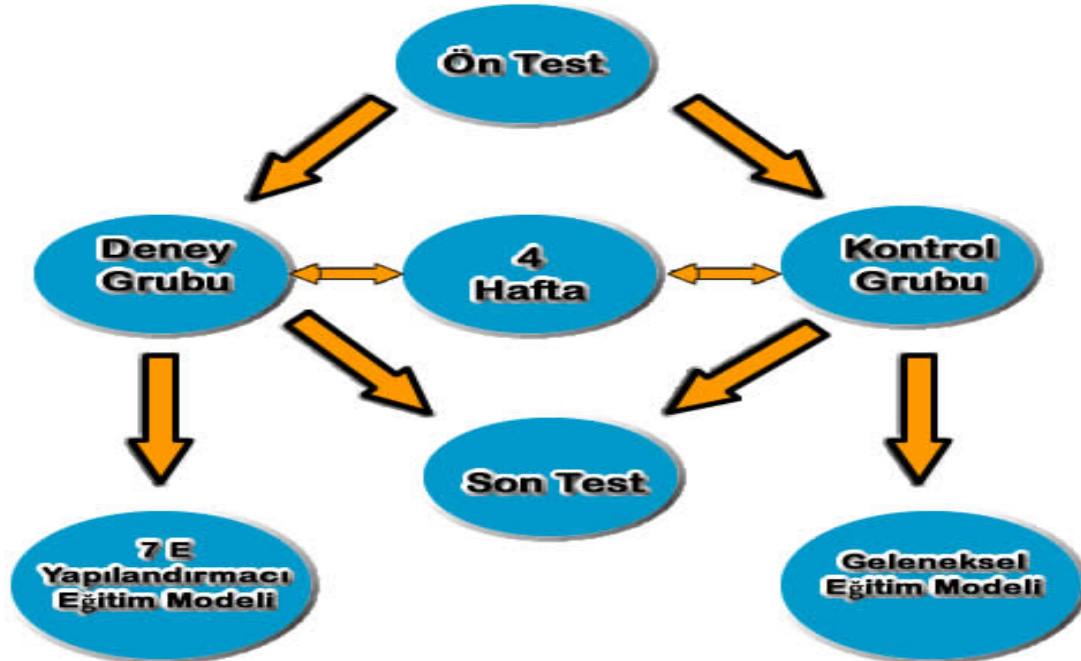 Ön Test
Deney
Grubu
4
Hafta
Kontrol
Grubu
Son Test
7 E
Yapılandırmacı
Eğitim Modeli
Geleneksel
Eğitim Modeli